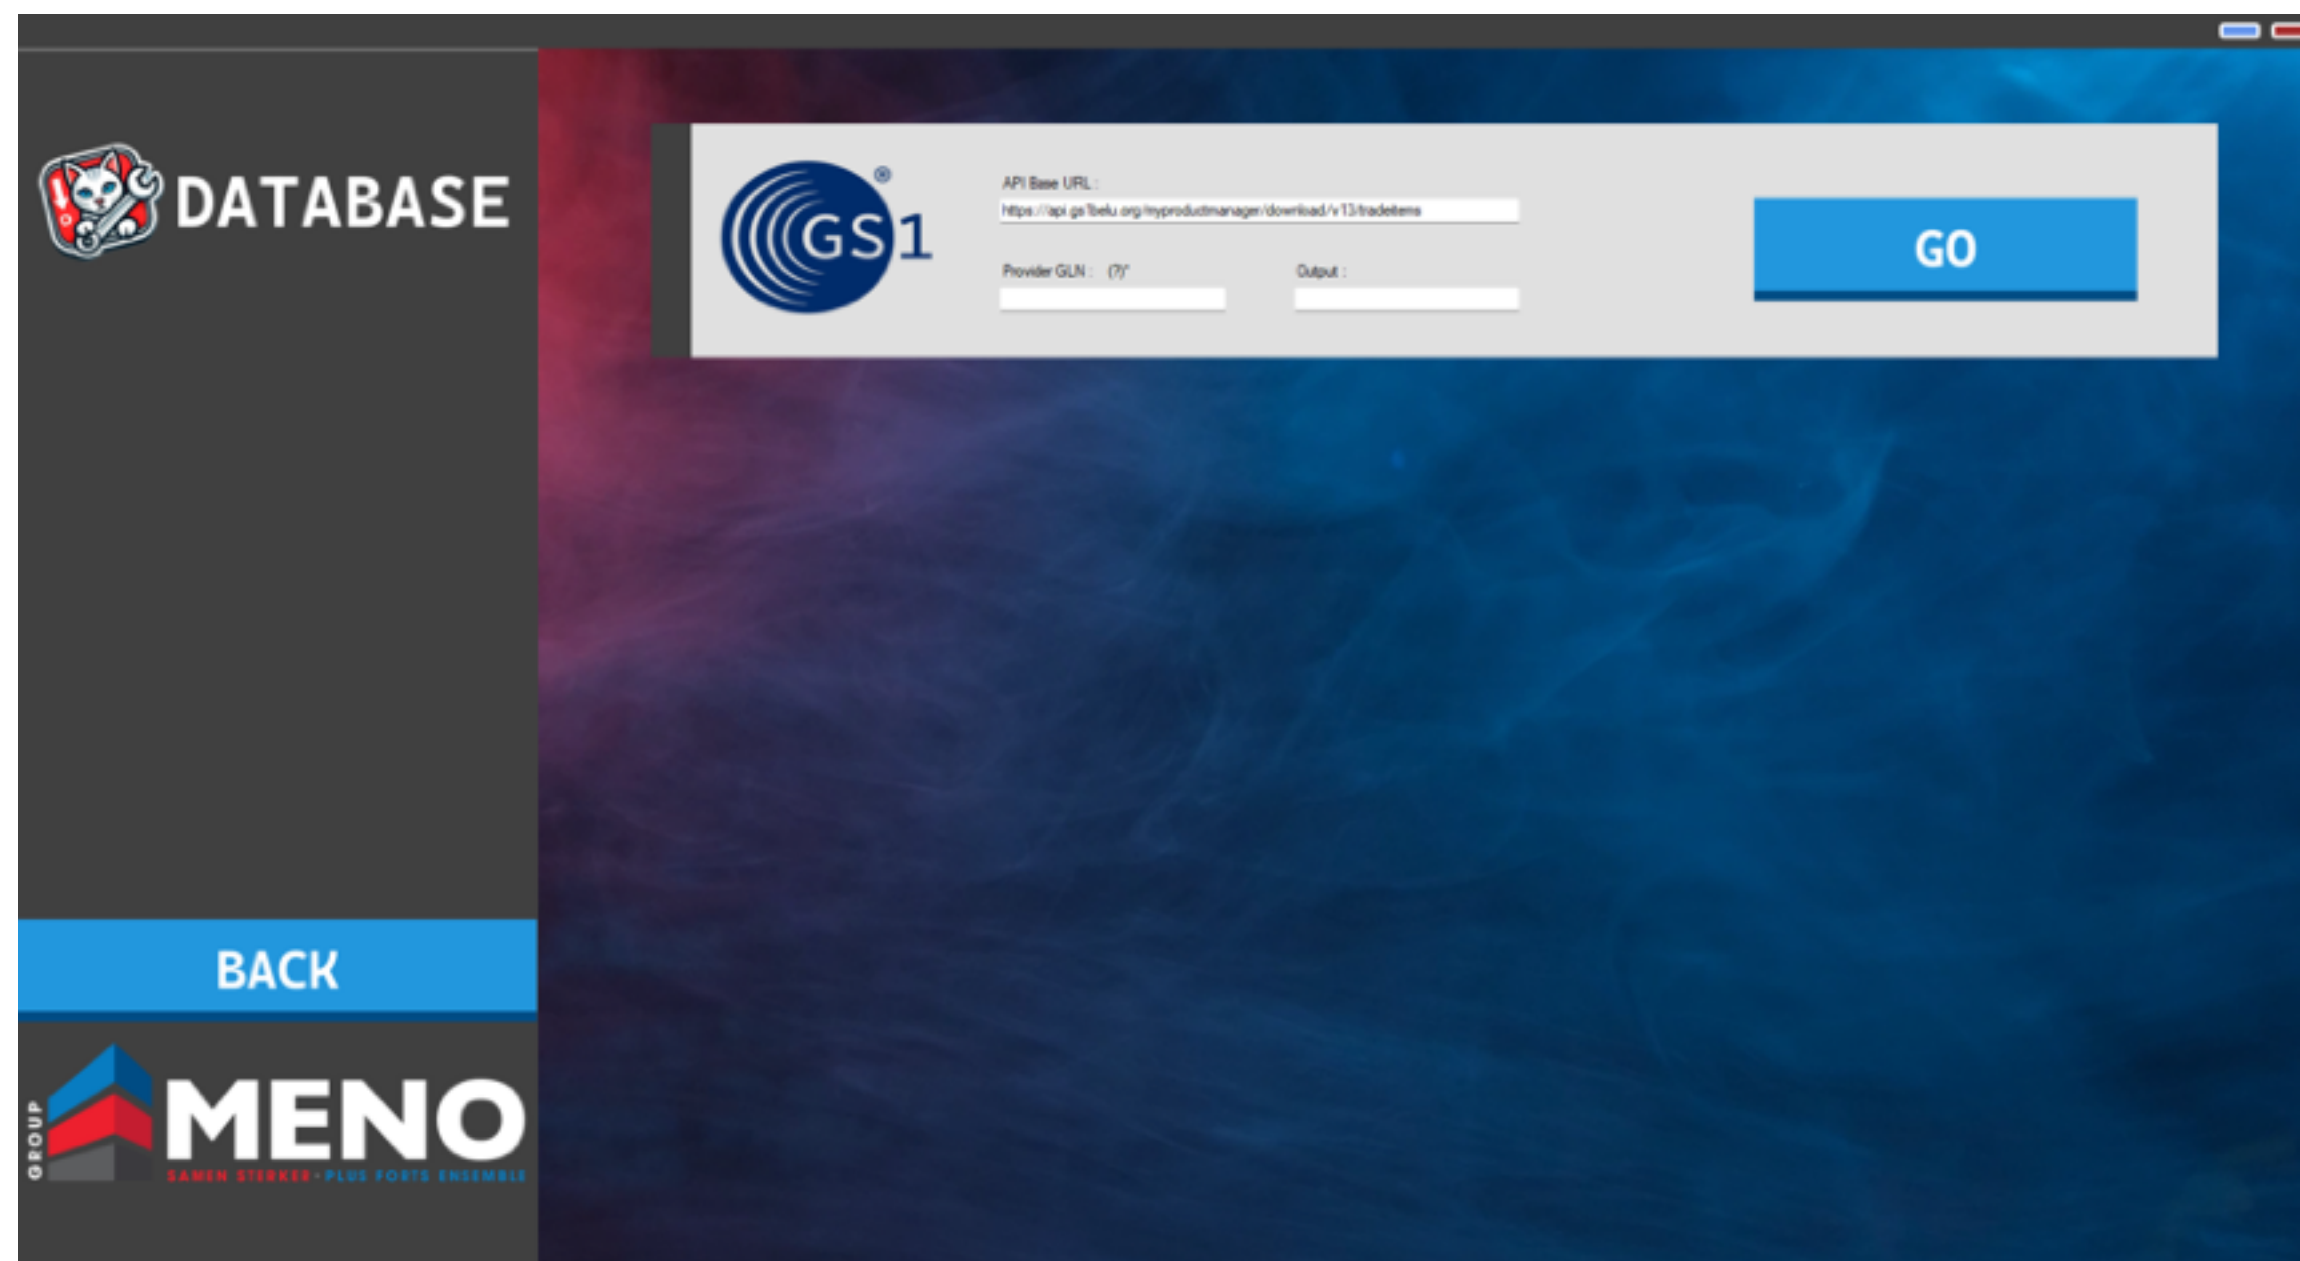 DATABASE
GS1
®
API Base URL :
https://api.gs1belu.org/myproductmanager/download/v13/tradeitems
Provider GLN : (?)*
Output :
GO
BACK
GROUP
MENO
SAMEN STERKER - PLUS FORTS ENSEMBLE